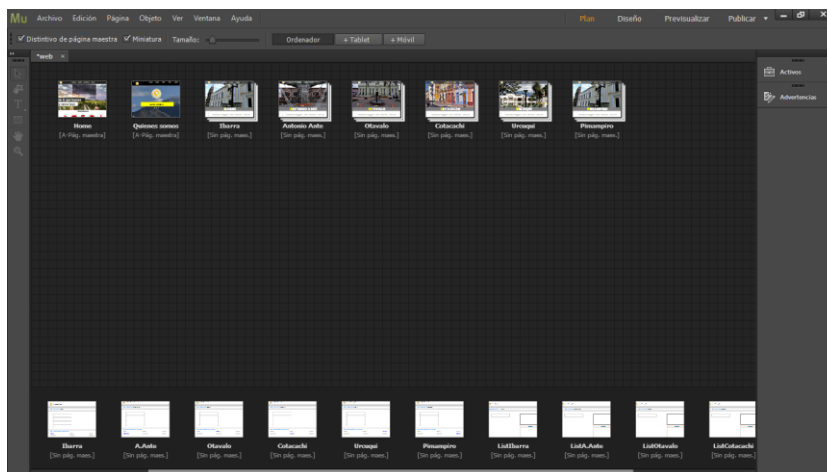 Mu Archivo Edición Página Objeto Ver Ventana Ayuda Plan Diseño Previsualizar Publicar
Distintivo de página maestra Miniatura Tamaño: Ordenador + Tablet + Móvil
*web ×
Activos
Advertencias
Home Quienes somos Ibarra Antonio Ante Otavalo Cotacachi Urcuqui Pimampiro
[A-Pág. maestra] [A-Pág. maestra] [Sin pág. maes.] [Sin pág. maes.] [Sin pág. maes.] [Sin pág. maes.] [Sin pág. maes.] [Sin pág. maes.]
Ibarra A.Ante Otavalo Cotacachi Urcuqui Pimampiro ListIbarra ListA.Ante ListOtavalo ListCotacachi
[Sin pág. maes.] [Sin pág. maes.] [Sin pág. maes.] [Sin pág. maes.] [Sin pág. maes.] [Sin pág. maes.] [Sin pág. maes.] [Sin pág. maes.] [Sin pág. maes.] [Sin pág. maes.]